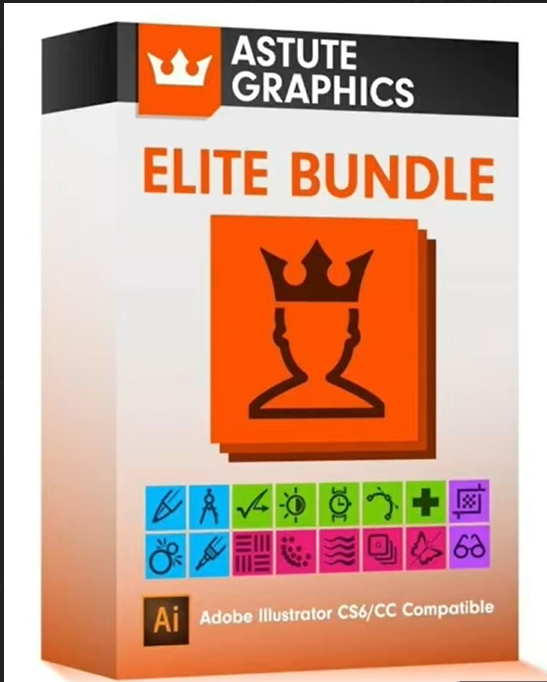 ASTUTE
GRAPHICS
ELITE BUNDLE
Ai
Adobe Illustrator CS6/CC Compatible